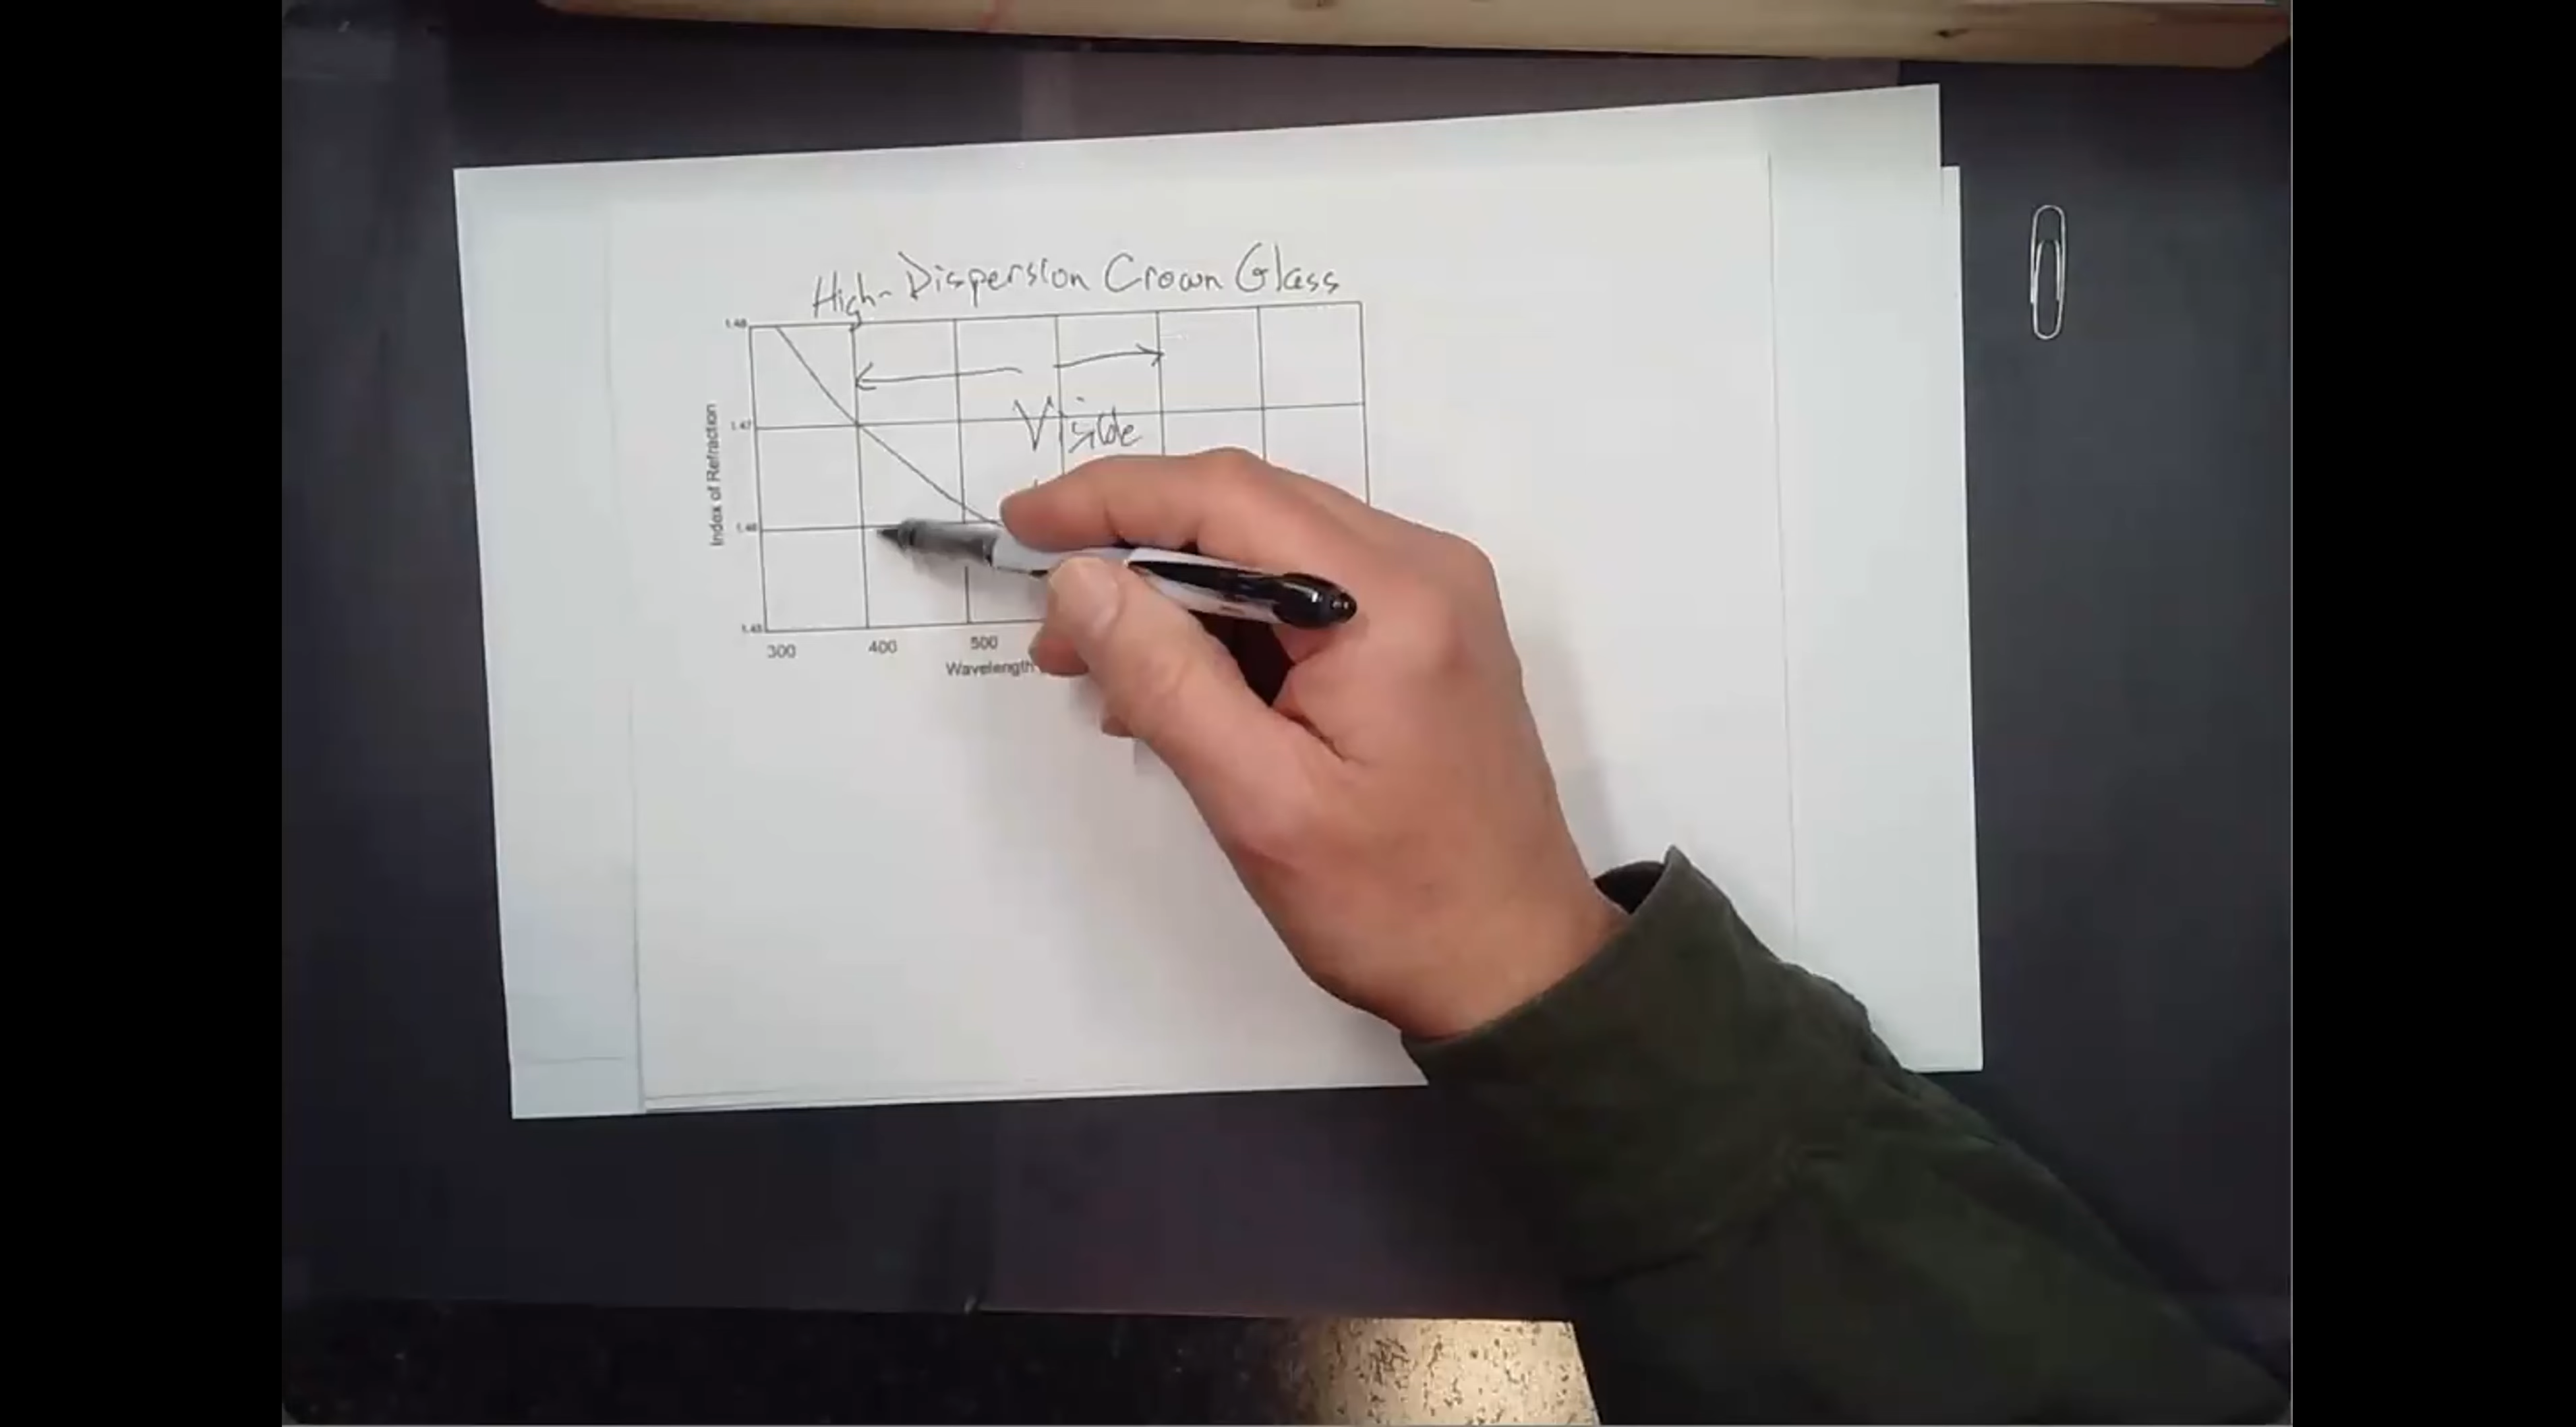 High-Dispersion Crown Glass
1.48
Visible
1.47
Index of Refraction
1.46
1.45
300 400 500
Wavelength